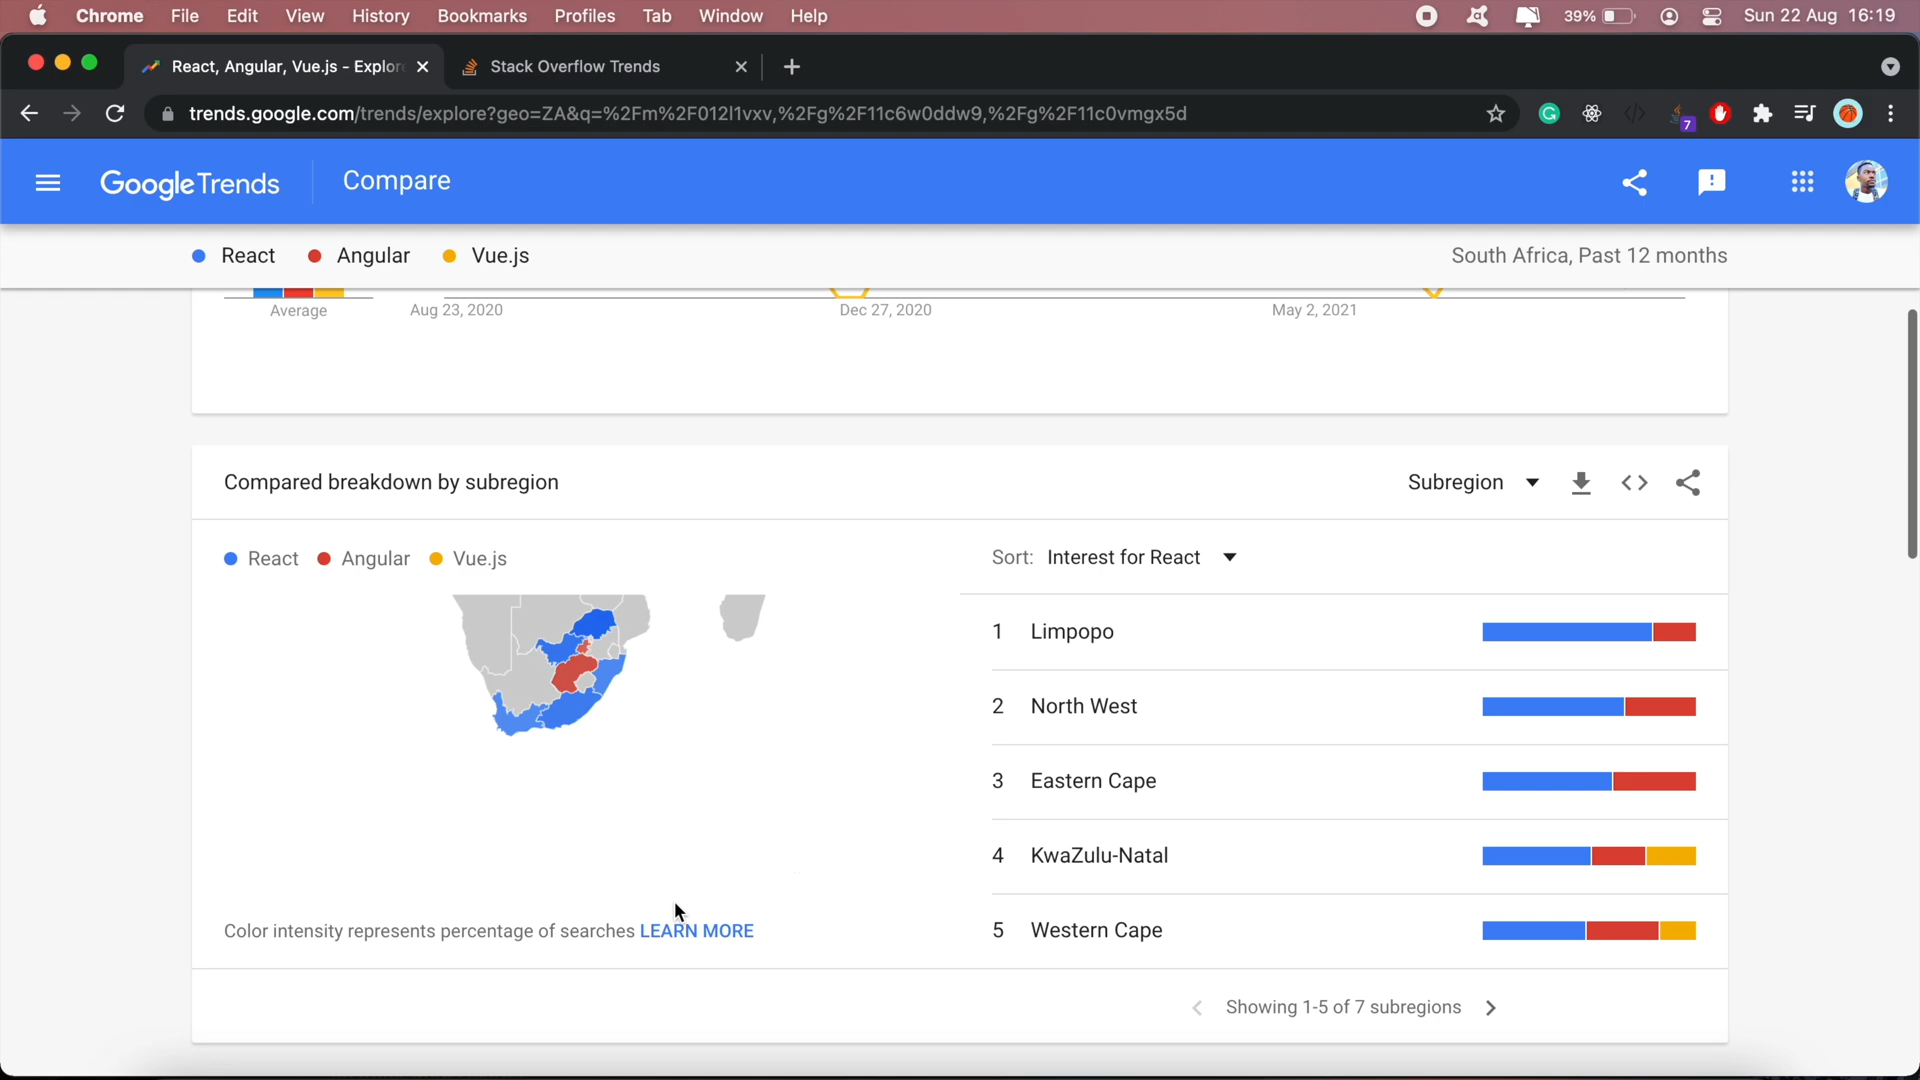 Chrome File Edit View History Bookmarks Profiles Tab Window Help 39% Sun 22 Aug 16:19
React, Angular, Vue.js - Explor Stack Overflow Trends
trends.google.com/trends/explore?geo=ZA&q=%2Fm%2F012l1vxv,%2Fg%2F11c6w0ddw9,%2Fg%2F11c0vmgx5d 7
Google Trends Compare
React Angular Vue.js South Africa, Past 12 months
Average Aug 23, 2020 Dec 27, 2020 May 2, 2021
Compared breakdown by subregion Subregion
React Angular Vue.js Sort: Interest for React
1 Limpopo
2 North West
3 Eastern Cape
4 KwaZulu-Natal
5 Western Cape
Color intensity represents percentage of searches LEARN MORE
Showing 1-5 of 7 subregions